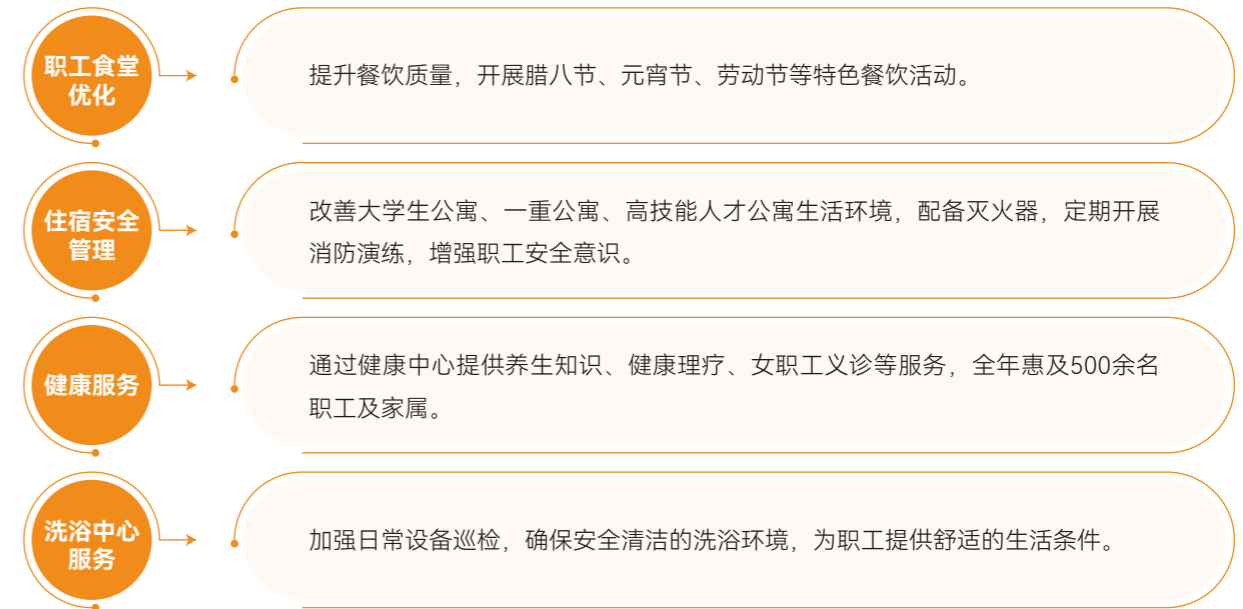 职工食堂
优化
提升餐饮质量，开展腊八节、元宵节、劳动节等特色餐饮活动。
住宿安全
管理
改善大学生公寓、一重公寓、高技能人才公寓生活环境，配备灭火器，定期开展
消防演练，增强职工安全意识。
健康服务
通过健康中心提供养生知识、健康理疗、女职工义诊等服务，全年惠及500余名
职工及家属。
洗浴中心
服务
加强日常设备巡检，确保安全清洁的洗浴环境，为职工提供舒适的生活条件。